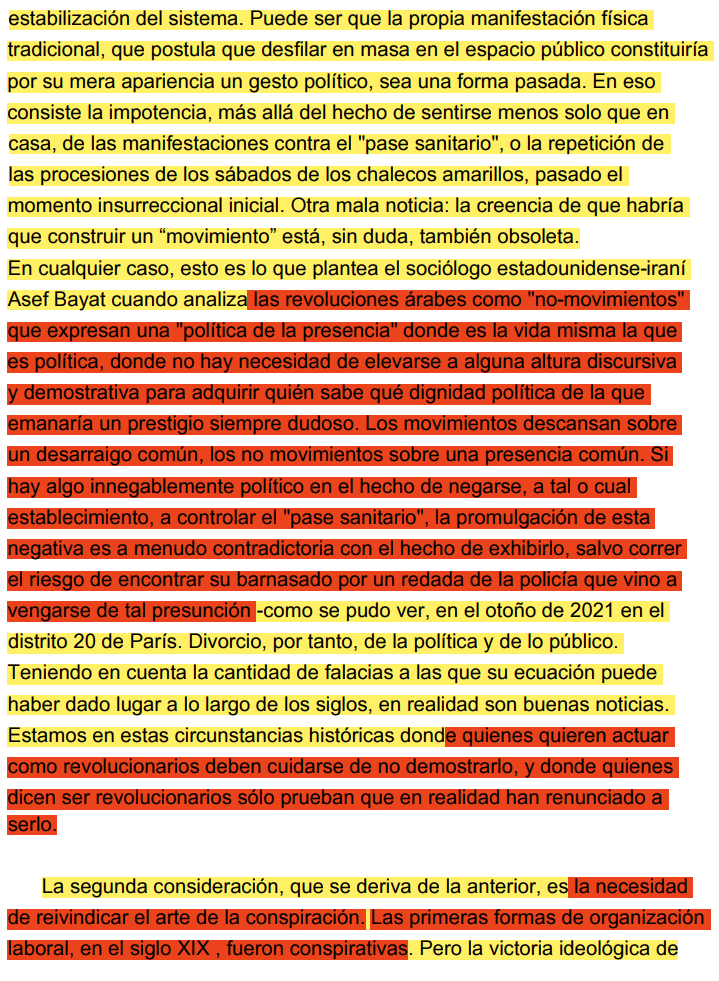 estabilización del sistema. Puede ser que la propia manifestación física
tradicional, que postula que desfilar en masa en el espacio público constituiría
por su mera apariencia un gesto político, sea una forma pasada. En eso
consiste la impotencia, más allá del hecho de sentirse menos solo que en
casa, de las manifestaciones contra el "pase sanitario", o la repetición de
las procesiones de los sábados de los chalecos amarillos, pasado el
momento insurreccional inicial. Otra mala noticia: la creencia de que habría
que construir un “movimiento” está, sin duda, también obsoleta.
En cualquier caso, esto es lo que plantea el sociólogo estadounidense-iraní
Asef Bayat cuando analiza las revoluciones árabes como "no-movimientos"
que expresan una "política de la presencia" donde es la vida misma la que
es política, donde no hay necesidad de elevarse a alguna altura discursiva
y demostrativa para adquirir quién sabe qué dignidad política de la que
emanaría un prestigio siempre dudoso. Los movimientos descansan sobre
un desarraigo común, los no movimientos sobre una presencia común. Si
hay algo innegablemente político en el hecho de negarse, a tal o cual
establecimiento, a controlar el "pase sanitario", la promulgación de esta
negativa es a menudo contradictoria con el hecho de exhibirlo, salvo correr
el riesgo de encontrar su barnasado por un redada de la policía que vino a
vengarse de tal presunción -como se pudo ver, en el otoño de 2021 en el
distrito 20 de París. Divorcio, por tanto, de la política y de lo público.
Teniendo en cuenta la cantidad de falacias a las que su ecuación puede
haber dado lugar a lo largo de los siglos, en realidad son buenas noticias.
Estamos en estas circunstancias históricas donde quienes quieren actuar
como revolucionarios deben cuidarse de no demostrarlo, y donde quienes
dicen ser revolucionarios sólo prueban que en realidad han renunciado a
serlo.
La segunda consideración, que se deriva de la anterior, es la necesidad
de reivindicar el arte de la conspiración. Las primeras formas de organización
laboral, en el siglo XIX , fueron conspirativas. Pero la victoria ideológica de